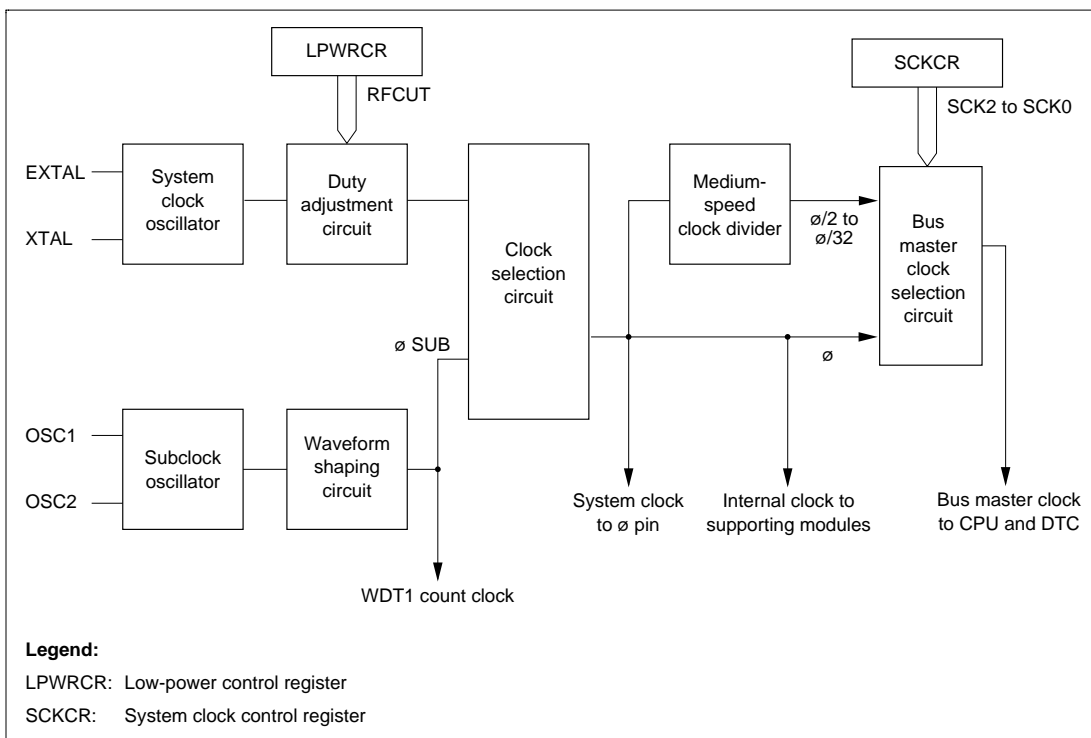 LPWRCR
RFCUT
SCKCR
SCK2 to SCK0
EXTAL
XTAL
System
clock
oscillator
Duty
adjustment
circuit
Clock
selection
circuit
Medium-
speed
clock divider
ø/2 to
ø/32
Bus
master
clock
selection
circuit
ø SUB
ø
OSC1
OSC2
Subclock
oscillator
Waveform
shaping
circuit
System clock
to ø pin
Internal clock to
supporting modules
Bus master clock
to CPU and DTC
WDT1 count clock
Legend:
LPWRCR: Low-power control register
SCKCR: System clock control register